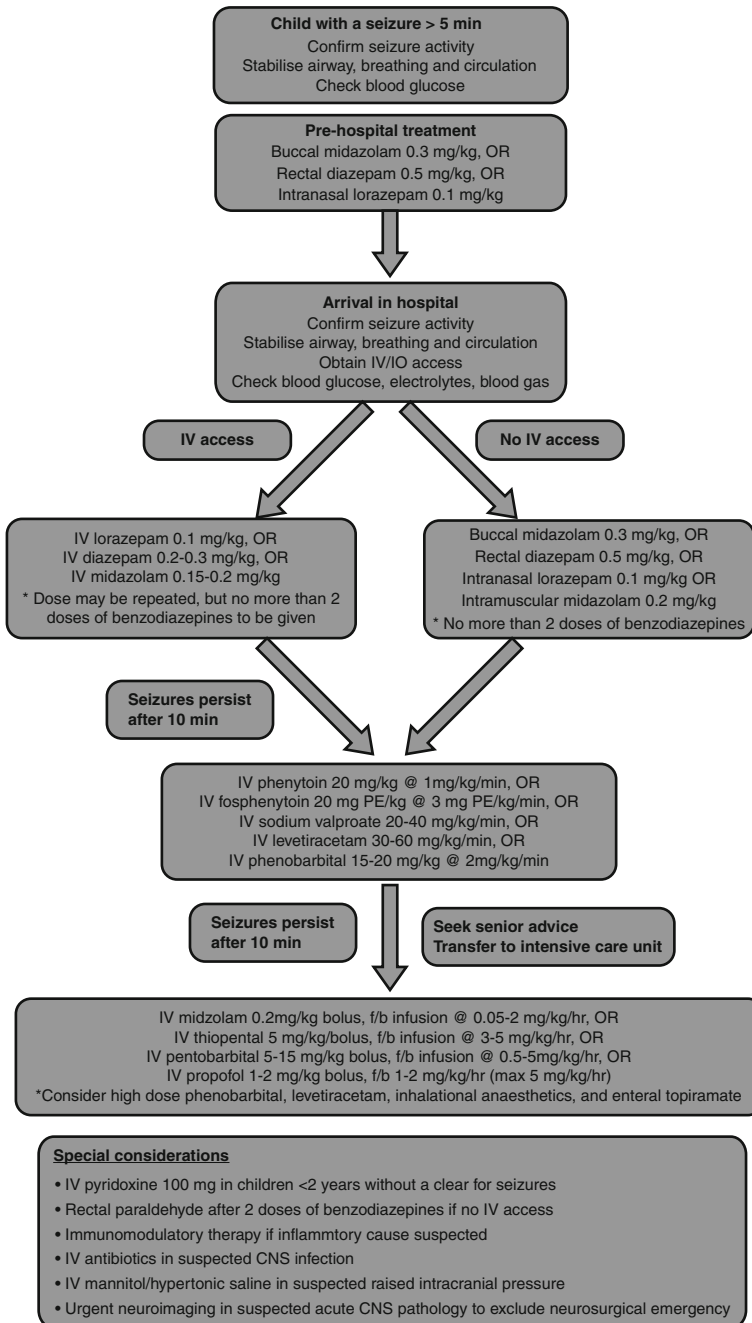 Child with a seizure > 5 min
Confirm seizure activity
Stabilise airway, breathing and circulation
Check blood glucose
Pre-hospital treatment
Buccal midazolam 0.3 mg/kg, OR
Rectal diazepam 0.5 mg/kg, OR
Intranasal lorazepam 0.1 mg/kg
Arrival in hospital
Confirm seizure activity
Stabilise airway, breathing and circulation
Obtain IV/IO access
Check blood glucose, electrolytes, blood gas
IV access
No IV access
IV lorazepam 0.1 mg/kg, OR
IV diazepam 0.2-0.3 mg/kg, OR
IV midazolam 0.15-0.2 mg/kg
* Dose may be repeated, but no more than 2
doses of benzodiazepines to be given
Buccal midazolam 0.3 mg/kg, OR
Rectal diazepam 0.5 mg/kg, OR
Intranasal lorazepam 0.1 mg/kg OR
Intramuscular midazolam 0.2 mg/kg
* No more than 2 doses of benzodiazepines
Seizures persist
after 10 min
IV phenytoin 20 mg/kg @ 1mg/kg/min, OR
IV fosphenytoin 20 mg PE/kg @ 3 mg PE/kg/min, OR
IV sodium valproate 20-40 mg/kg/min, OR
IV levetiracetam 30-60 mg/kg/min, OR
IV phenobarbital 15-20 mg/kg @ 2mg/kg/min
Seizures persist
after 10 min
Seek senior advice
Transfer to intensive care unit
IV midzolam 0.2mg/kg bolus, f/b infusion @ 0.05-2 mg/kg/hr, OR
IV thiopental 5 mg/kg/bolus, f/b infusion @ 3-5 mg/kg/hr, OR
IV pentobarbital 5-15 mg/kg bolus, f/b infusion @ 0.5-5mg/kg/hr, OR
IV propofol 1-2 mg/kg bolus, f/b 1-2 mg/kg/hr (max 5 mg/kg/hr)
*Consider high dose phenobarbital, levetiracetam, inhalational anaesthetics, and enteral topiramate
Special considerations
• IV pyridoxine 100 mg in children <2 years without a clear for seizures
• Rectal paraldehyde after 2 doses of benzodiazepines if no IV access
• Immunomodulatory therapy if inflammtory cause suspected
• IV antibiotics in suspected CNS infection
• IV mannitol/hypertonic saline in suspected raised intracranial pressure
• Urgent neuroimaging in suspected acute CNS pathology to exclude neurosurgical emergency